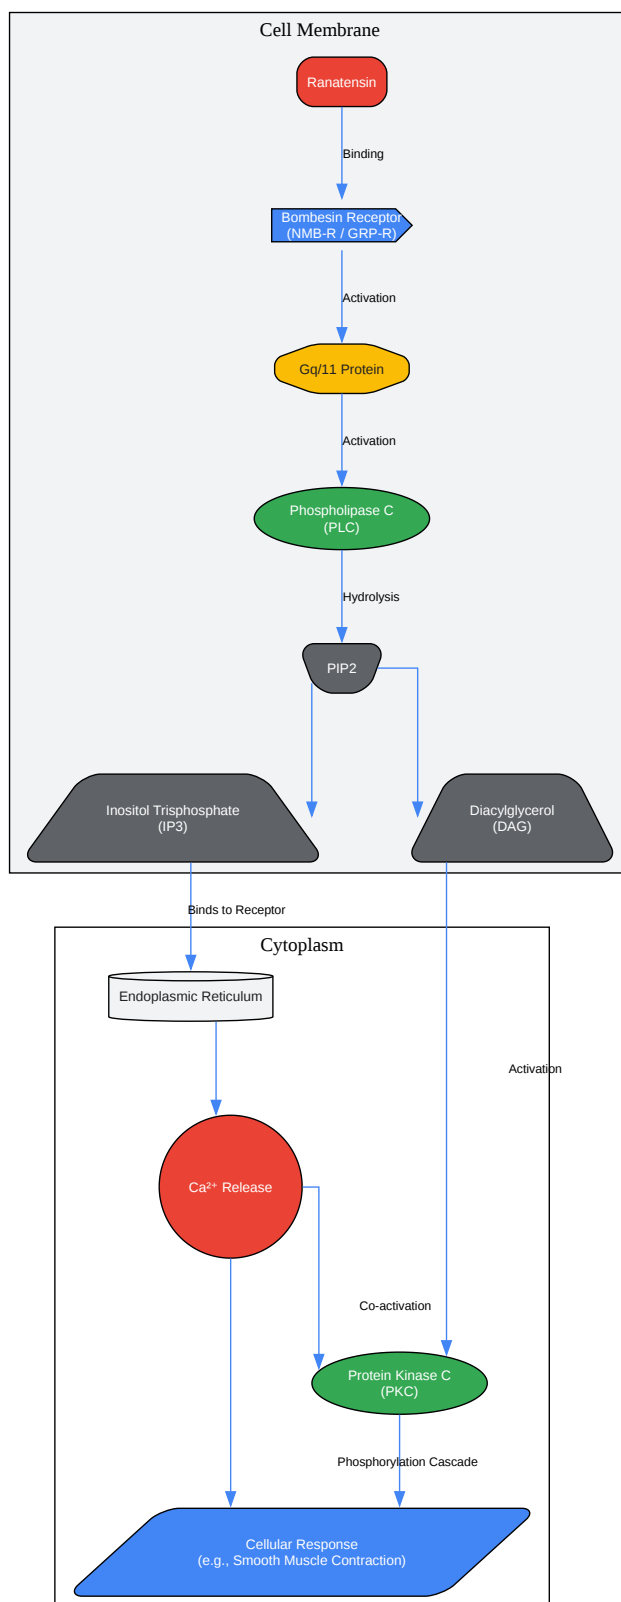 Cell Membrane
Ranatensin
Binding
Bombesin Receptor
(NMB-R / GRP-R)
Activation
Gq/11 Protein
Activation
Phospholipase C
(PLC)
Hydrolysis
PIP2
Inositol Trisphosphate
(IP3)
Diacylglycerol
(DAG)
Binds to Receptor
Cytoplasm
Endoplasmic Reticulum
Activation
Ca²⁺ Release
Co-activation
Protein Kinase C
(PKC)
Phosphorylation Cascade
Cellular Response
(e.g., Smooth Muscle Contraction)